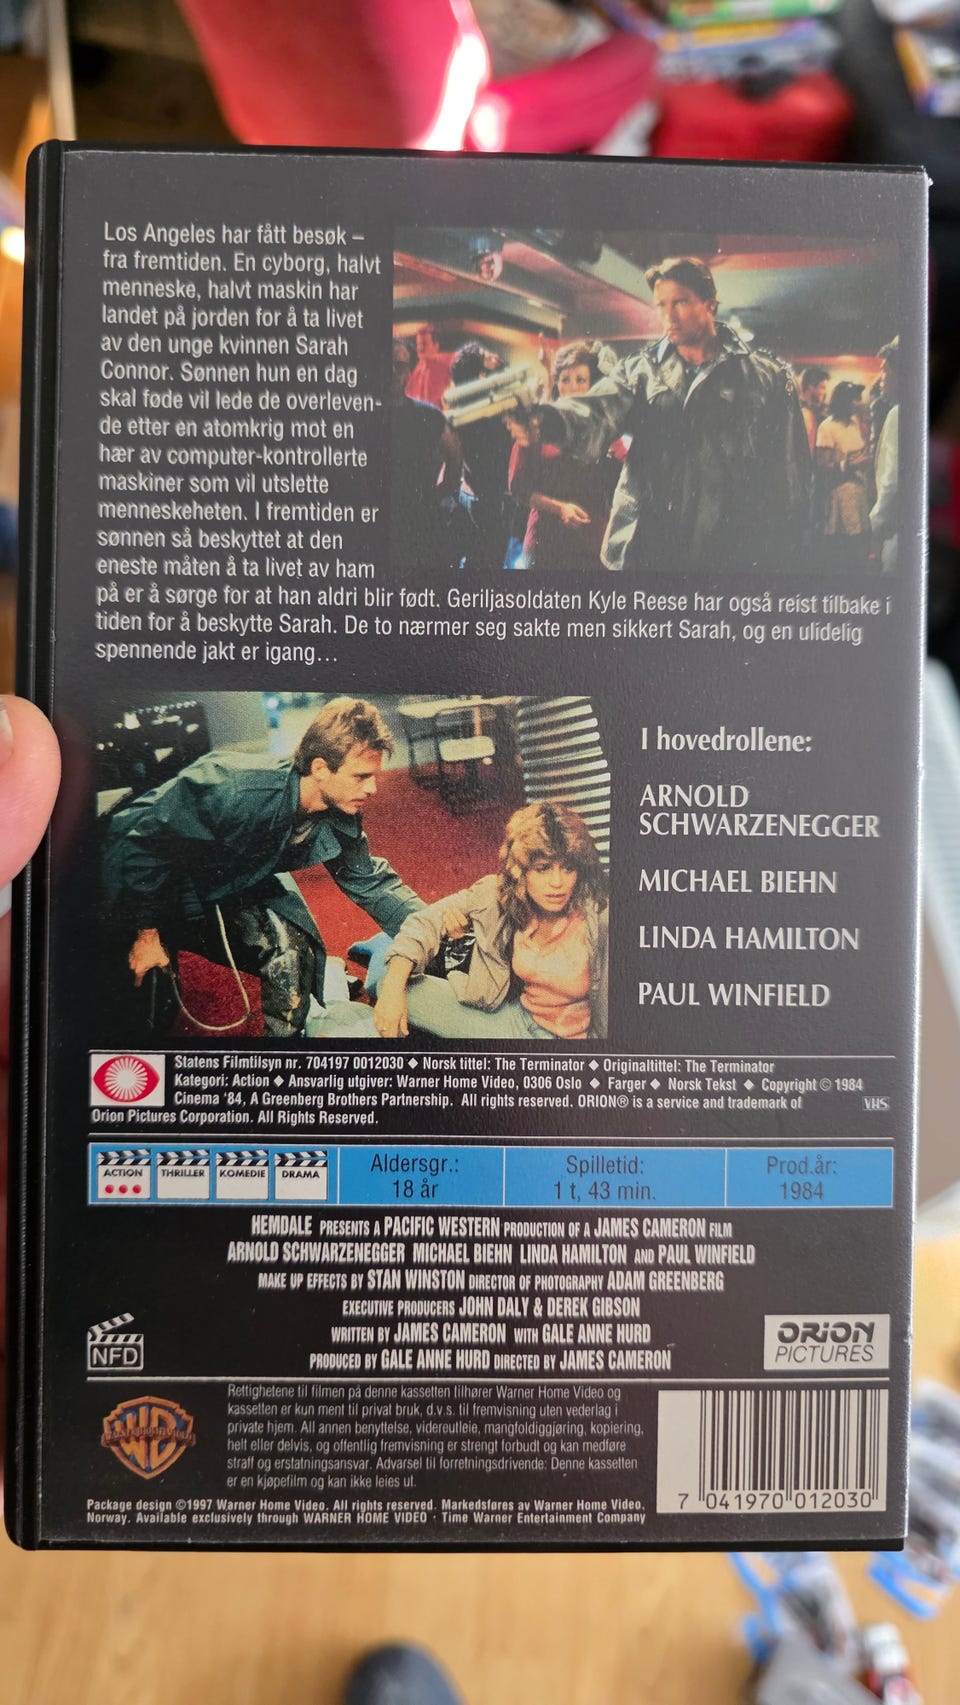 Los Angeles har fått besøk –
fra fremtiden. En cyborg, halvt
menneske, halvt maskin har
landet på jorden for å ta livet
av den unge kvinnen Sarah
Connor. Sønnen hun en dag
skal føde vil lede de overleven-
de etter en atomkrig mot en
hær av computer-kontrollerte
maskiner som vil utslette
menneskeheten. I fremtiden er
sønnen så beskyttet at den
eneste måten å ta livet av ham
på er å sørge for at han aldri blir født. Geriljasoldaten Kyle Reese har også reist tilbake i
tiden for å beskytte Sarah. De to nærmer seg sakte men sikkert Sarah, og en ulidelig
spennende jakt er igang...
I hovedrollene:
ARNOLD
SCHWARZENEGGER
MICHAEL BIEHN
LINDA HAMILTON
PAUL WINFIELD
Statens Filmtilsyn nr. 704197 0012030 ◆ Norsk tittel: The Terminator ◆ Originaltittel: The Terminator
Kategori: Action ◆ Ansvarlig utgiver: Warner Home Video, 0306 Oslo ◆ Farger ◆ Norsk Tekst ◆ Copyright © 1984
Cinema '84, A Greenberg Brothers Partnership. All rights reserved. ORION® is a service and trademark of
Orion Pictures Corporation. All Rights Reserved.
VHS
ACTION THRILLER KOMEDIE DRAMA
Aldersgr.: Spilletid: Prod.år:
18 år 1 t, 43 min. 1984
HEMDALE PRESENTS A PACIFIC WESTERN PRODUCTION OF A JAMES CAMERON FILM
ARNOLD SCHWARZENEGGER MICHAEL BIEHN LINDA HAMILTON AND PAUL WINFIELD
MAKE UP EFFECTS BY STAN WINSTON DIRECTOR OF PHOTOGRAPHY ADAM GREENBERG
EXECUTIVE PRODUCERS JOHN DALY & DEREK GIBSON
WRITTEN BY JAMES CAMERON WITH GALE ANNE HURD
PRODUCED BY GALE ANNE HURD DIRECTED BY JAMES CAMERON
NFD
ORION
PICTURES
WB
Rettighetene til filmen på denne kassetten tilhører Warner Home Video og
kassetten er kun ment til privat bruk, d.v.s. til fremvisning uten vederlag i
private hjem. All annen benyttelse, videreutleie, mangfoldiggjøring, kopiering,
helt eller delvis, og offentlig fremvisning er strengt forbudt og kan medføre
straff og erstatningsansvar. Advarsel til forretningsdrivende: Denne kassetten
er en kjøpefilm og kan ikke leies ut.
Package design ©1997 Warner Home Video. All rights reserved. Markedsføres av Warner Home Video,
Norway. Available exclusively through WARNER HOME VIDEO · Time Warner Entertainment Company
7 041970 012030